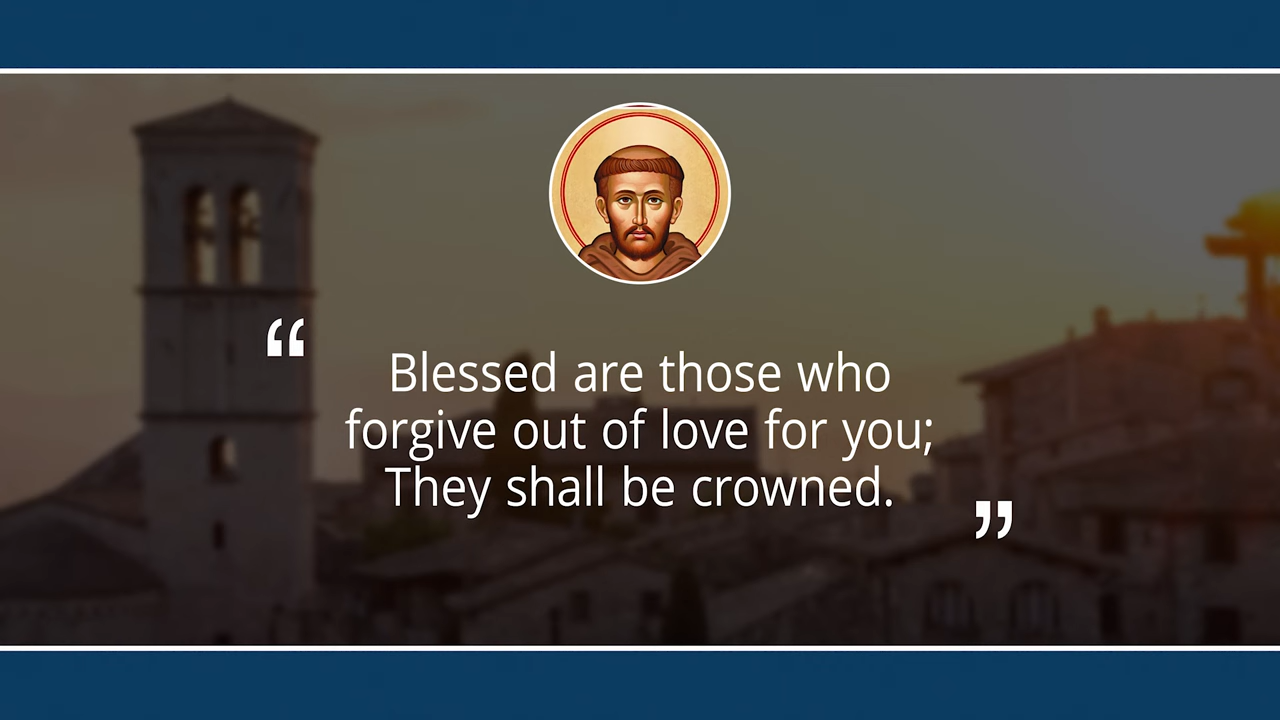 “
Blessed are those who
forgive out of love for you;
They shall be crowned.
”